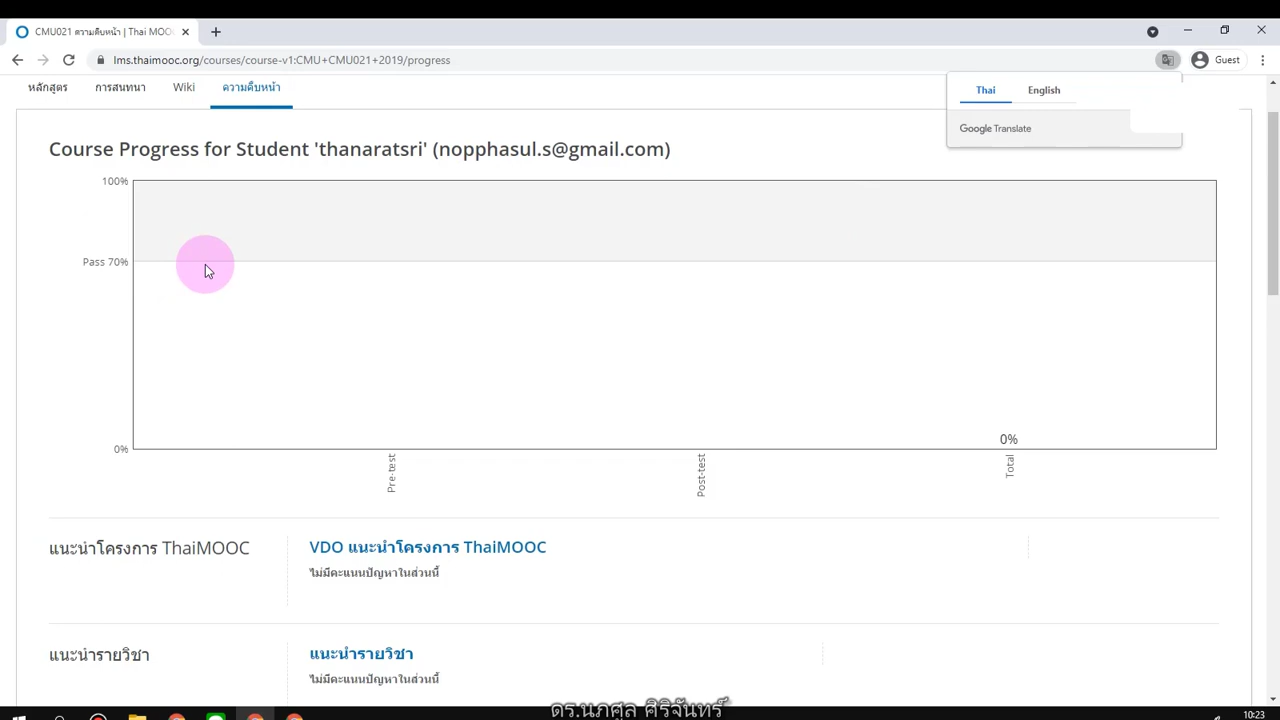 CMU021 ความคืบหน้า | Thai MOOC
lms.thaimooc.org/courses/course-v1:CMU+CMU021+2019/progress
Guest
หลักสูตร การสนทนา Wiki ความคืบหน้า
Thai English
Google Translate
Course Progress for Student 'thanaratsri' (nopphasul.s@gmail.com)
100%
Pass 70%
0%
0%
Pre-test
Post-test
Total
แนะนำโครงการ ThaiMOOC
VDO แนะนำโครงการ ThaiMOOC
ไม่มีคะแนนปัญหาในส่วนนี้
แนะนำรายวิชา
แนะนำรายวิชา
ไม่มีคะแนนปัญหาในส่วนนี้
ดร.นภศูล ศิริจันทร์
10:23